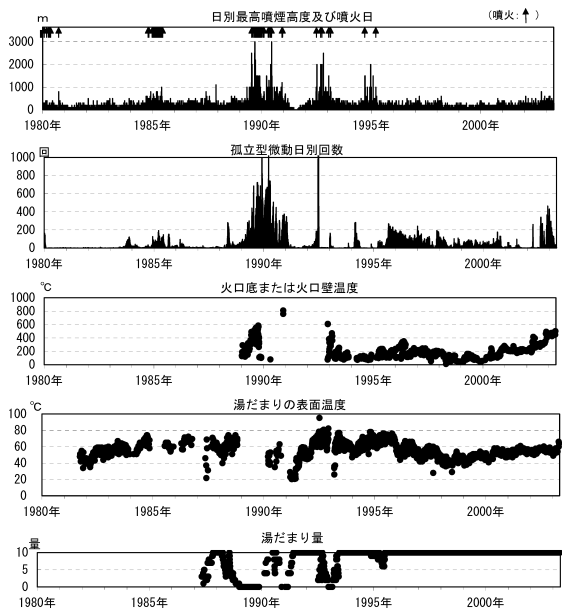 m
日別最高噴煙高度及び噴火日
(噴火:↑)
3000
2000
1000
0
1980年 1985年 1990年 1995年 2000年
回
孤立型微動日別回数
1000
800
600
400
200
0
1980年 1985年 1990年 1995年 2000年
℃
火口底または火口壁温度
1000
800
600
400
200
0
1980年 1985年 1990年 1995年 2000年
℃
湯だまりの表面温度
100
80
60
40
20
0
1980年 1985年 1990年 1995年 2000年
量
湯だまり量
10
5
0
1980年 1985年 1990年 1995年 2000年